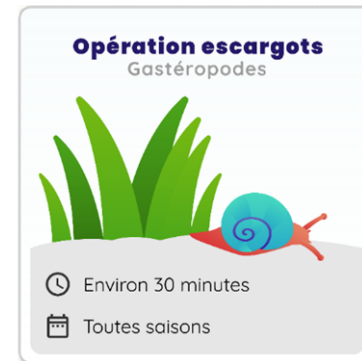 Opération escargots
Gastéropodes
Environ 30 minutes
Toutes saisons